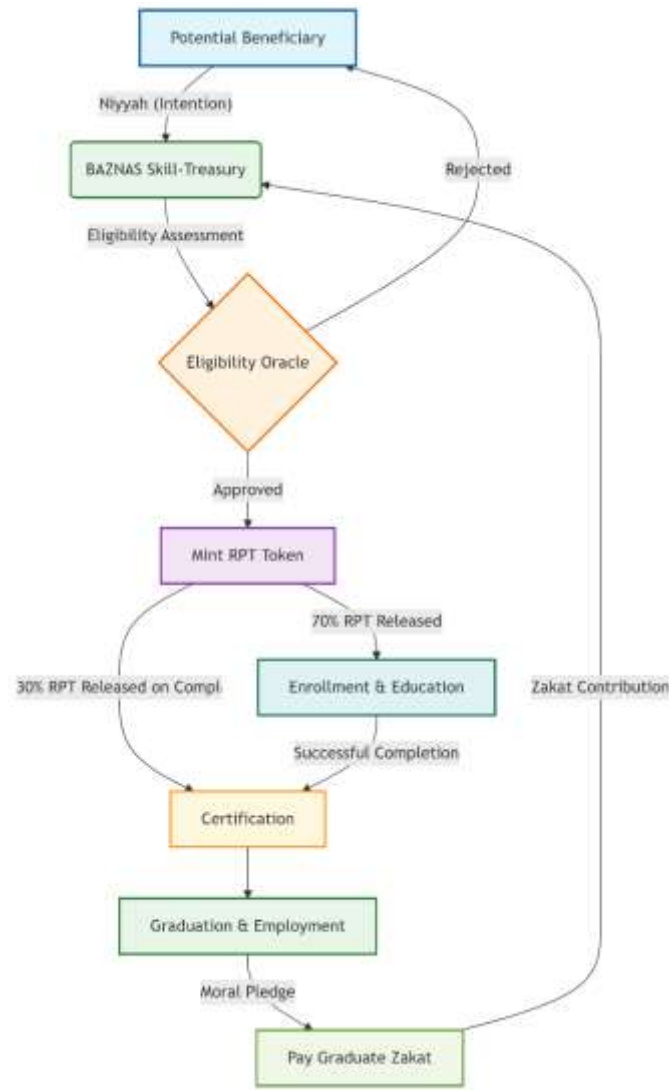 Potential Beneficiary
Niyyah (Intention)
BAZNAS Skill-Treasury
Rejected
Eligibility Assessment
Eligibility Oracle
Approved
Mint RPT Token
70% RPT Released
30% RPT Released on Compl
Enrollment & Education
Zakat Contribution
Successful Completion
Certification
Graduation & Employment
Moral Pledge
Pay Graduate Zakat